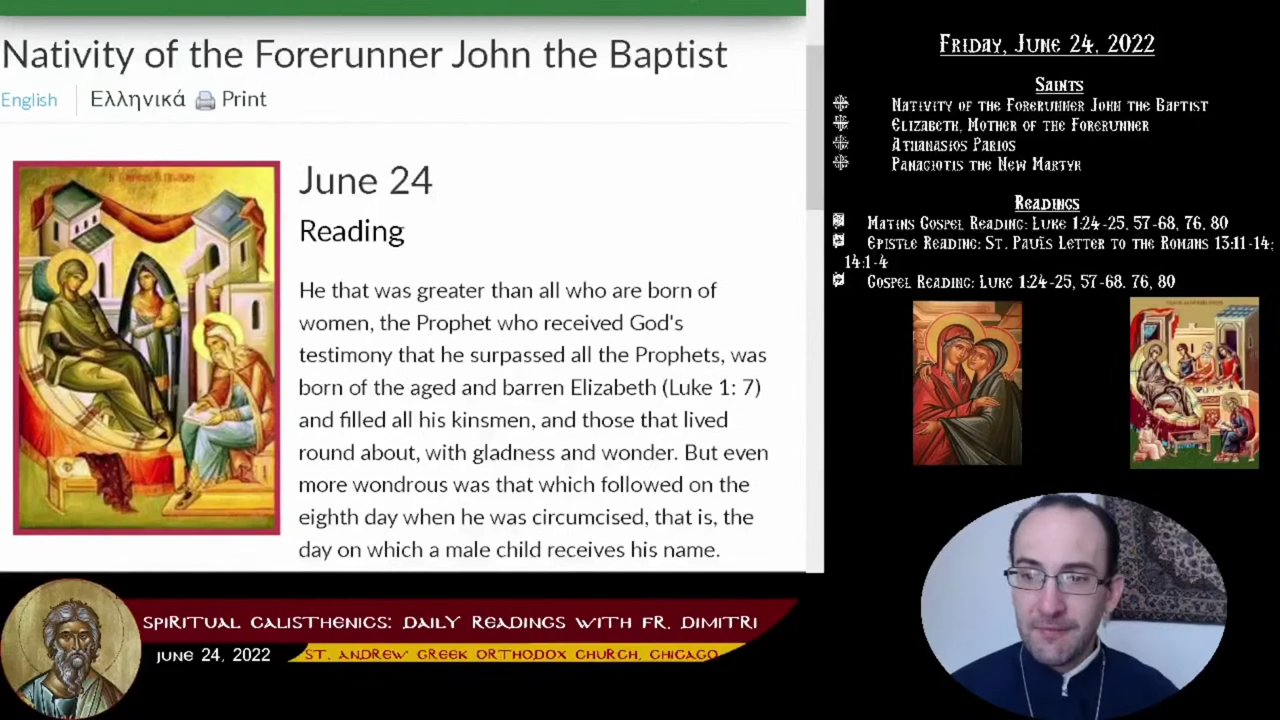 Nativity of the Forerunner John the Baptist
English
Ελληνικά
Print
June 24
Reading
He that was greater than all who are born of
women, the Prophet who received God's
testimony that he surpassed all the Prophets, was
born of the aged and barren Elizabeth (Luke 1: 7)
and filled all his kinsmen, and those that lived
round about, with gladness and wonder. But even
more wondrous was that which followed on the
eighth day when he was circumcised, that is, the
day on which a male child receives his name.
Friday, June 24, 2022
Saints
Nativity of the Forerunner John the Baptist
Elizabeth, Mother of the Forerunner
Athanasios Parios
Panagiotis the New Martyr
Readings
Matins Gospel Reading: Luke 1:24-25, 57-68, 76, 80
Epistle Reading: St. Paul's Letter to the Romans 13:11-14;
14:1-4
Gospel Reading: Luke 1:24-25, 57-68. 76, 80
Spiritual Calisthenics: Daily Readings with Fr. Dimitri
June 24, 2022
St. Andrew Greek Orthodox Church, Chicago